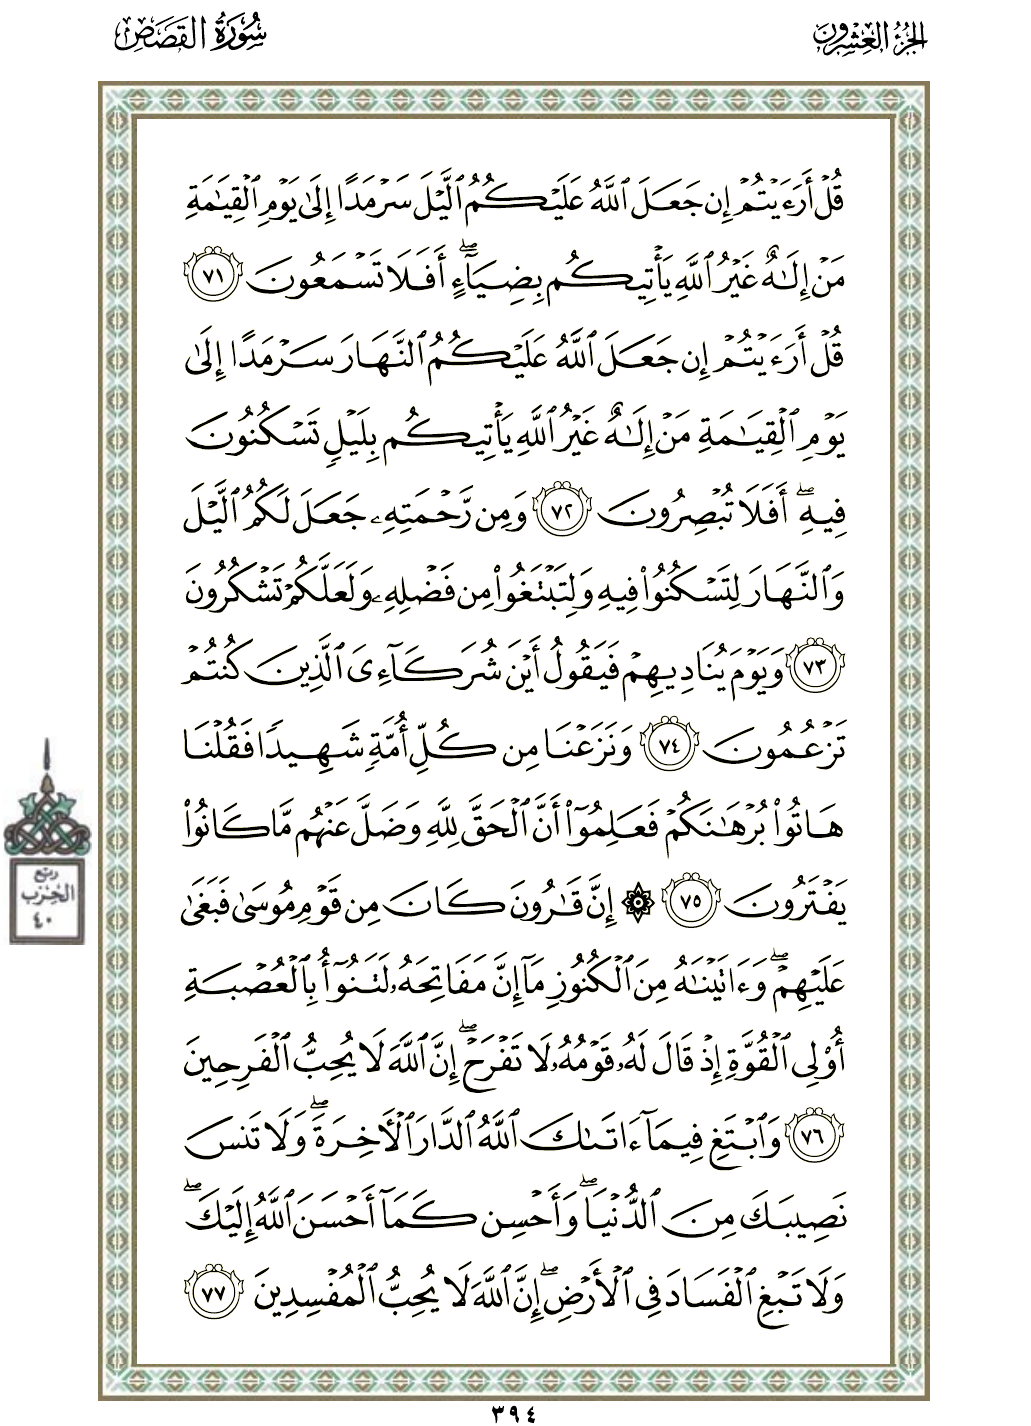 الجزء العشرون
سورة القصص
قُلْ أَرَءَيْتُمْ إِن جَعَلَ ٱللَّهُ عَلَيْكُمُ ٱلَّيْلَ سَرْمَدًا إِلَىٰ يَوْمِ ٱلْقِيَٰمَةِ
مَنْ إِلَٰهٌ غَيْرُ ٱللَّهِ يَأْتِيكُم بِضِيَآءٍ ۖ أَفَلَا تَسْمَعُونَ ٧١
قُلْ أَرَءَيْتُمْ إِن جَعَلَ ٱللَّهُ عَلَيْكُمُ ٱلنَّهَارَ سَرْمَدًا إِلَىٰ
يَوْمِ ٱلْقِيَٰمَةِ مَنْ إِلَٰهٌ غَيْرُ ٱللَّهِ يَأْتِيكُم بِلَيْلٍ تَسْكُنُونَ
فِيهِ ۖ أَفَلَا تُبْصِرُونَ ٧٢ وَمِن رَّحْمَتِهِۦ جَعَلَ لَكُمُ ٱلَّيْلَ
وَٱلنَّهَارَ لِتَسْكُنُوا۟ فِيهِ وَلِتَبْتَغُوا۟ مِن فَضْلِهِۦ وَلَعَلَّكُمْ تَشْكُرُونَ
٧٣ وَيَوْمَ يُنَادِيهِمْ فَيَقُولُ أَيْنَ شُرَكَآءِىَ ٱلَّذِينَ كُنتُمْ
تَزْعُمُونَ ٧٤ وَنَزَعْنَا مِن كُلِّ أُمَّةٍ شَهِيدًا فَقُلْنَا
هَاتُوا۟ بُرْهَٰنَكُمْ فَعَلِمُوٓا۟ أَنَّ ٱلْحَقَّ لِلَّهِ وَضَلَّ عَنْهُم مَّا كَانُوا۟
يَفْتَرُونَ ٧٥ ۞ إِنَّ قَٰرُونَ كَانَ مِن قَوْمِ مُوسَىٰ فَبَغَىٰ
عَلَيْهِمْ ۖ وَءَاتَيْنَٰهُ مِنَ ٱلْكُنُوزِ مَآ إِنَّ مَفَاتِحَهُۥ لَتَنُوٓأُ بِٱلْعُصْبَةِ
أُو۟لِى ٱلْقُوَّةِ إِذْ قَالَ لَهُۥ قَوْمُهُۥ لَا تَفْرَحْ ۖ إِنَّ ٱللَّهَ لَا يُحِبُّ ٱلْفَرِحِينَ
٧٦ وَٱبْتَغِ فِيمَآ ءَاتَىٰكَ ٱللَّهُ ٱلدَّارَ ٱلْـَٔاخِرَةَ ۖ وَلَا تَنسَ
نَصِيبَكَ مِنَ ٱلدُّنْيَا ۖ وَأَحْسِن كَمَآ أَحْسَنَ ٱللَّهُ إِلَيْكَ ۖ
وَلَا تَبْغِ ٱلْفَسَادَ فِى ٱلْأَرْضِ ۖ إِنَّ ٱللَّهَ لَا يُحِبُّ ٱلْمُفْسِدِينَ ٧٧
ربع
الحزب
٤٠
٣٩٤